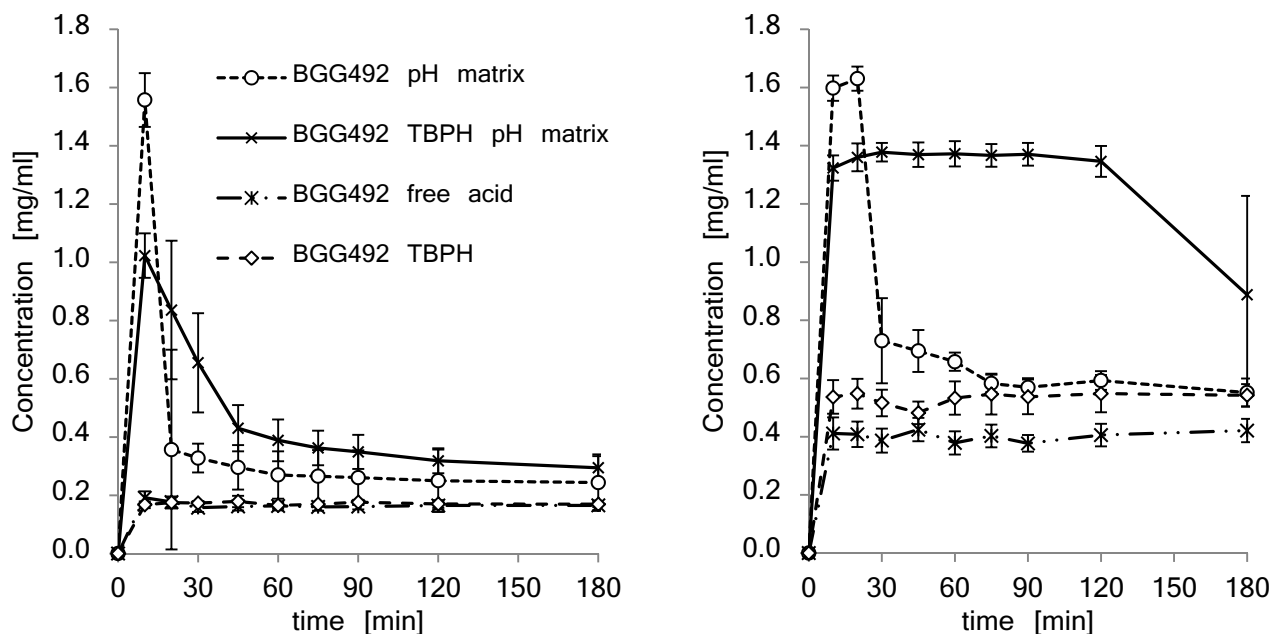 Concentration [mg/ml]
1.8
1.6
1.4
1.2
1.0
0.8
0.6
0.4
0.2
0.0
BGG492 pH matrix
BGG492 TBPH pH matrix
BGG492 free acid
BGG492 TBPH
0 30 60 90 120 150 180
time [min]
Concentration [mg/ml]
1.8
1.6
1.4
1.2
1.0
0.8
0.6
0.4
0.2
0.0
0 30 60 90 120 150 180
time [min]